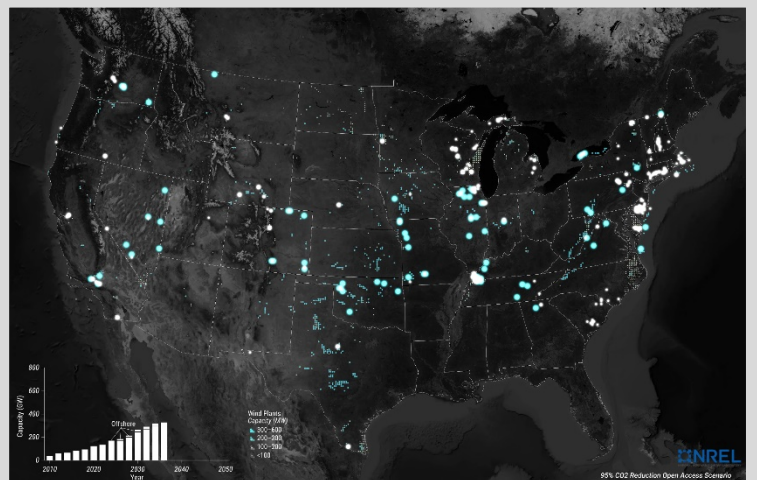 800
600
400
200
0
Capacity (GW)
Offshore
2010
2020
2030
2040
2050
Year
Wind Plants
Capacity (MW)
300-600
200-300
100-200
<100
NREL
95% CO2 Reduction Open Access Scenario